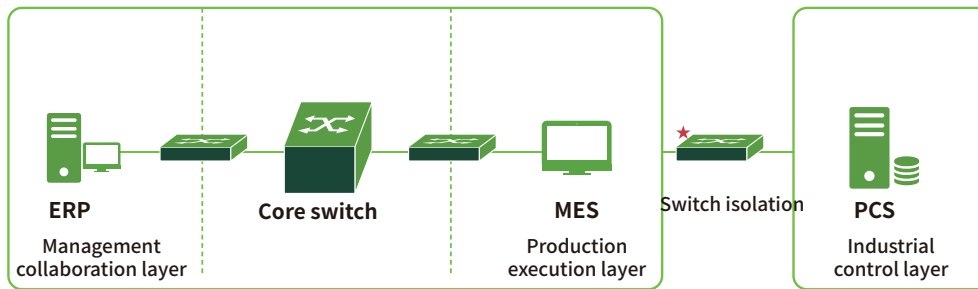 ERP
Management
collaboration layer
Core switch
MES
Production
execution layer
Switch isolation
PCS
Industrial
control layer